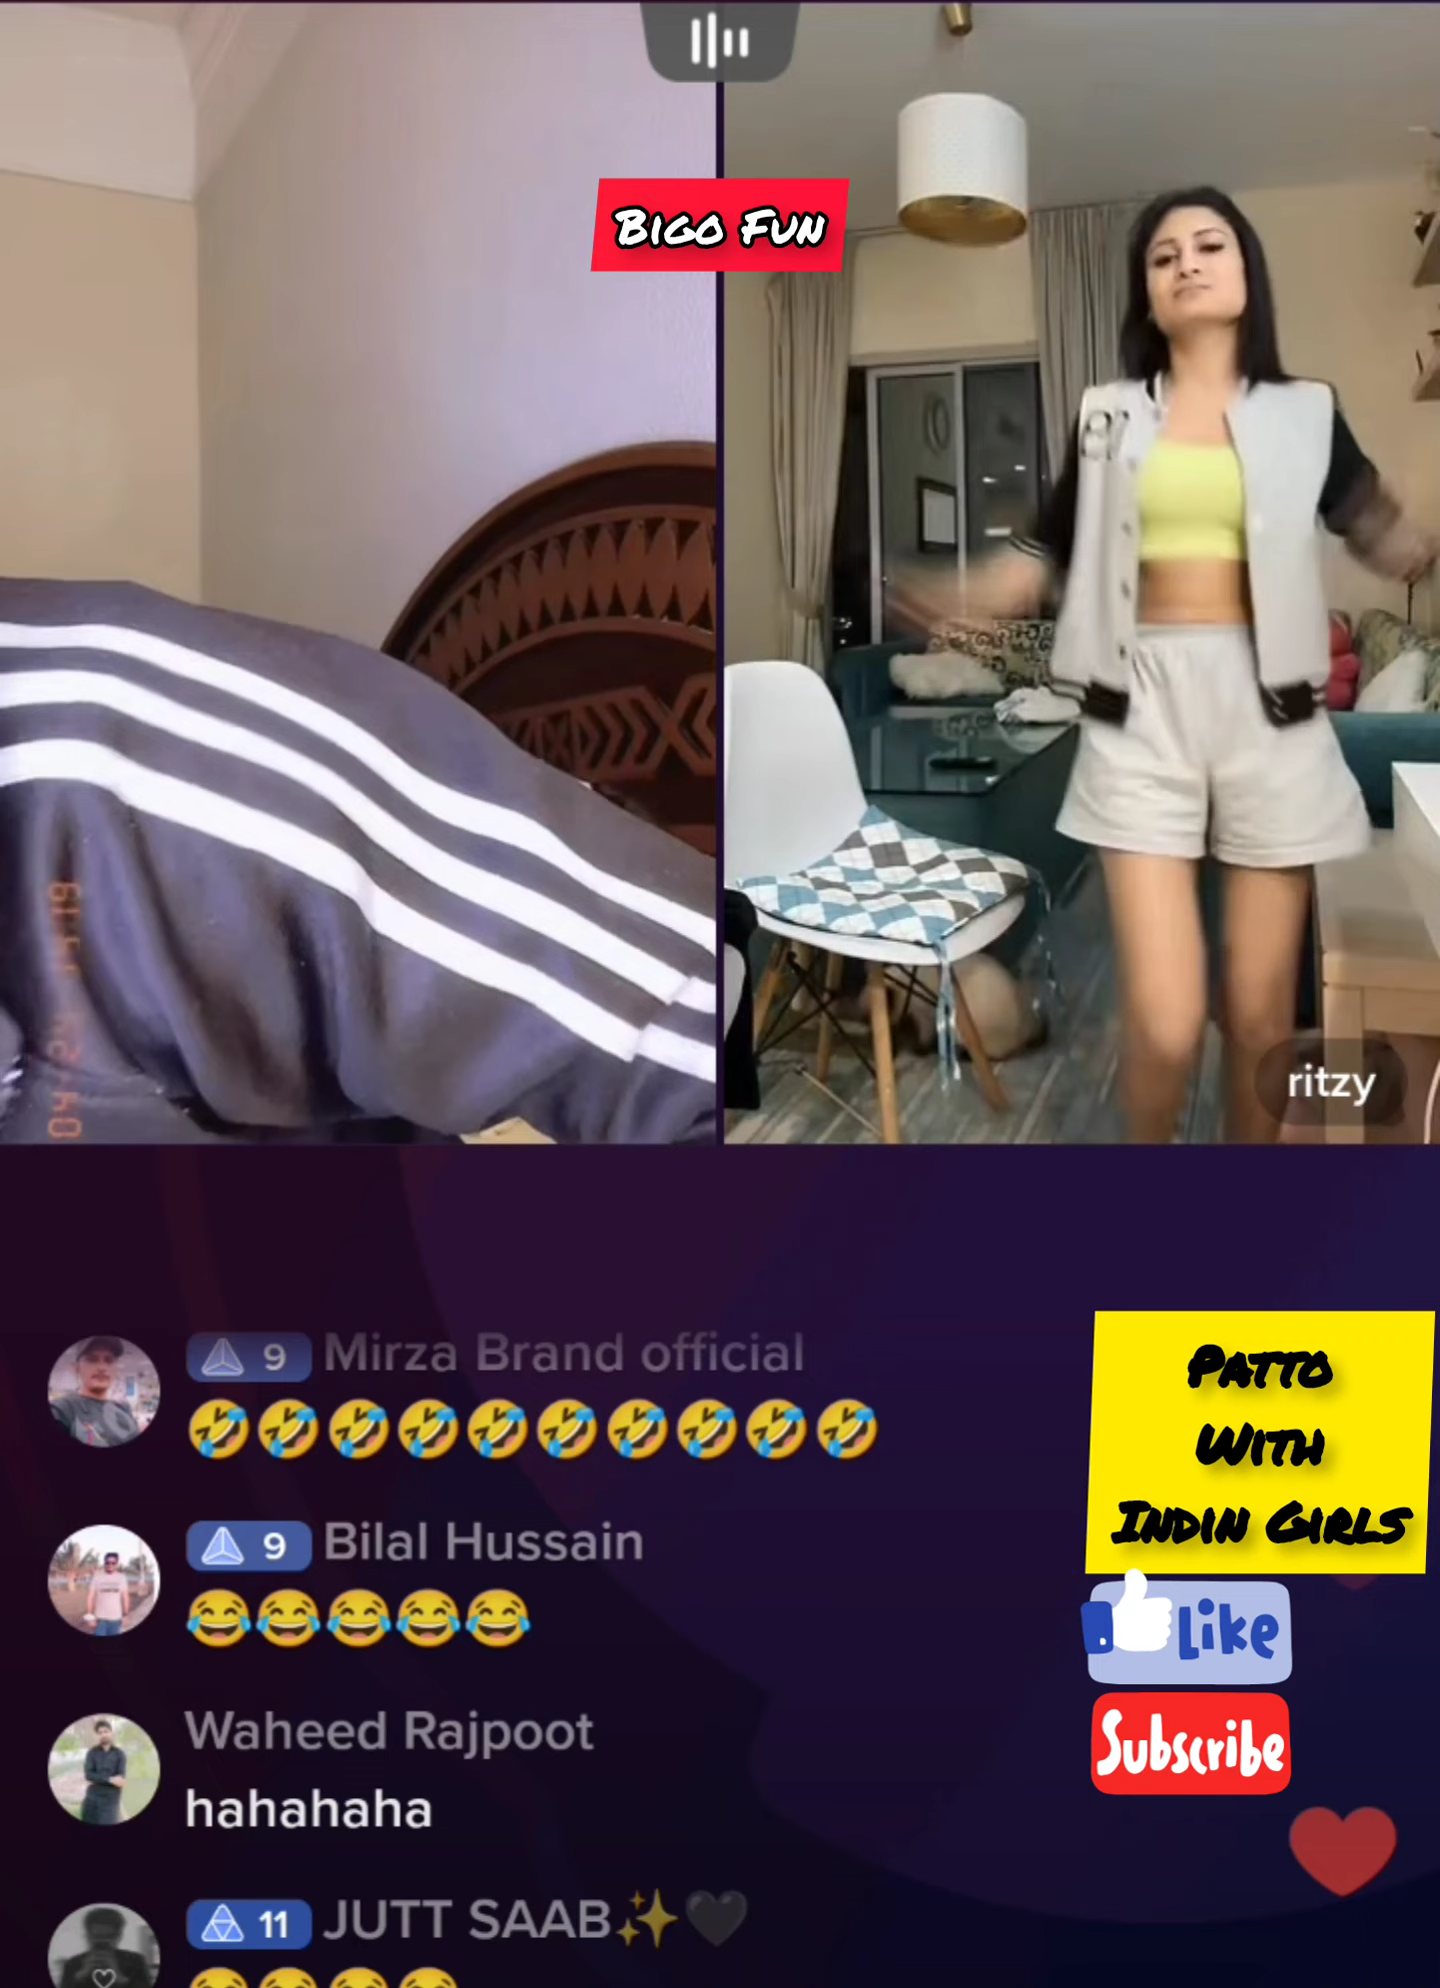 Bigo Fun
87
ritzy
9 Mirza Brand official
🤣🤣🤣🤣🤣🤣🤣🤣🤣🤣
9 Bilal Hussain
😂😂😂😂😂
Waheed Rajpoot
hahahaha
11 JUTT SAAB✨🖤
😂😂😂😂
Patto
With
Indin Girls
Like
Subscribe